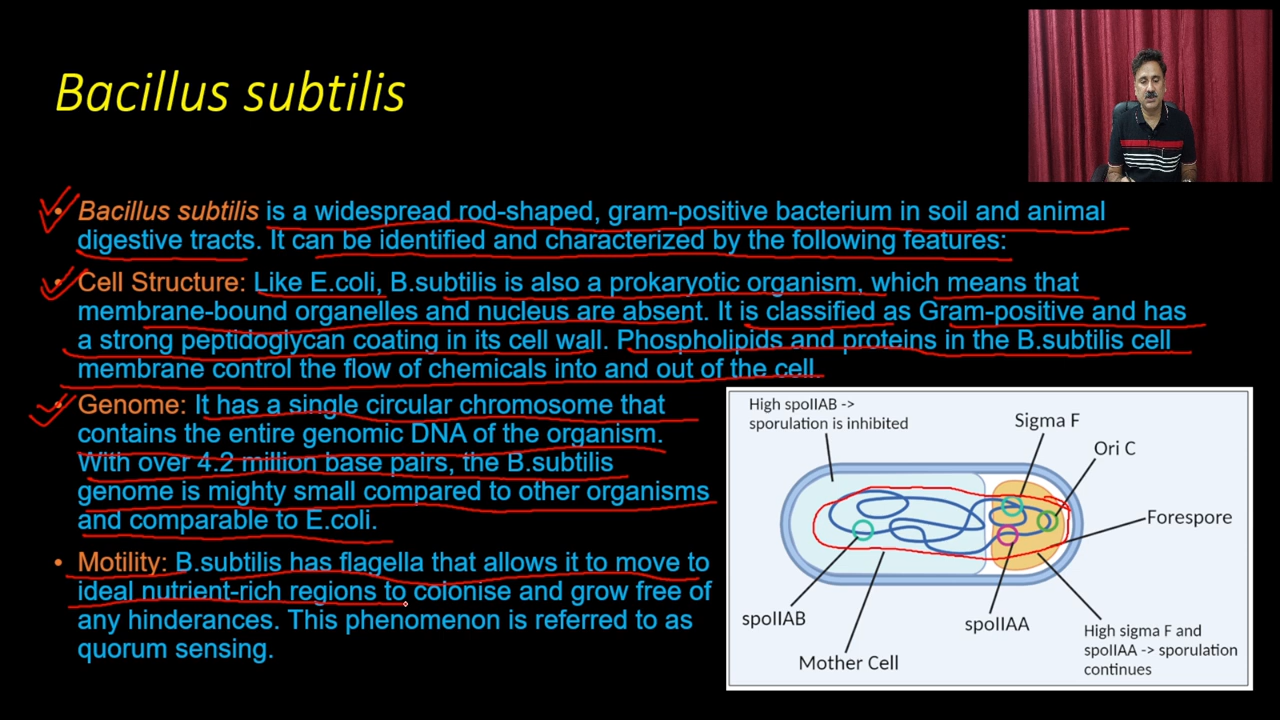 Bacillus subtilis
• Bacillus subtilis is a widespread rod-shaped, gram-positive bacterium in soil and animal
digestive tracts. It can be identified and characterized by the following features:
• Cell Structure: Like E.coli, B.subtilis is also a prokaryotic organism, which means that
membrane-bound organelles and nucleus are absent. It is classified as Gram-positive and has
a strong peptidoglycan coating in its cell wall. Phospholipids and proteins in the B.subtilis cell
membrane control the flow of chemicals into and out of the cell.
• Genome: It has a single circular chromosome that
contains the entire genomic DNA of the organism.
With over 4.2 million base pairs, the B.subtilis
genome is mighty small compared to other organisms
and comparable to E.coli.
• Motility: B.subtilis has flagella that allows it to move to
ideal nutrient-rich regions to colonise and grow free of
any hinderances. This phenomenon is referred to as
quorum sensing.
High spoIIAB ->
sporulation is inhibited
Sigma F
Ori C
Forespore
spoIIAB
spoIIAA
Mother Cell
High sigma F and
spoIIAA -> sporulation
continues